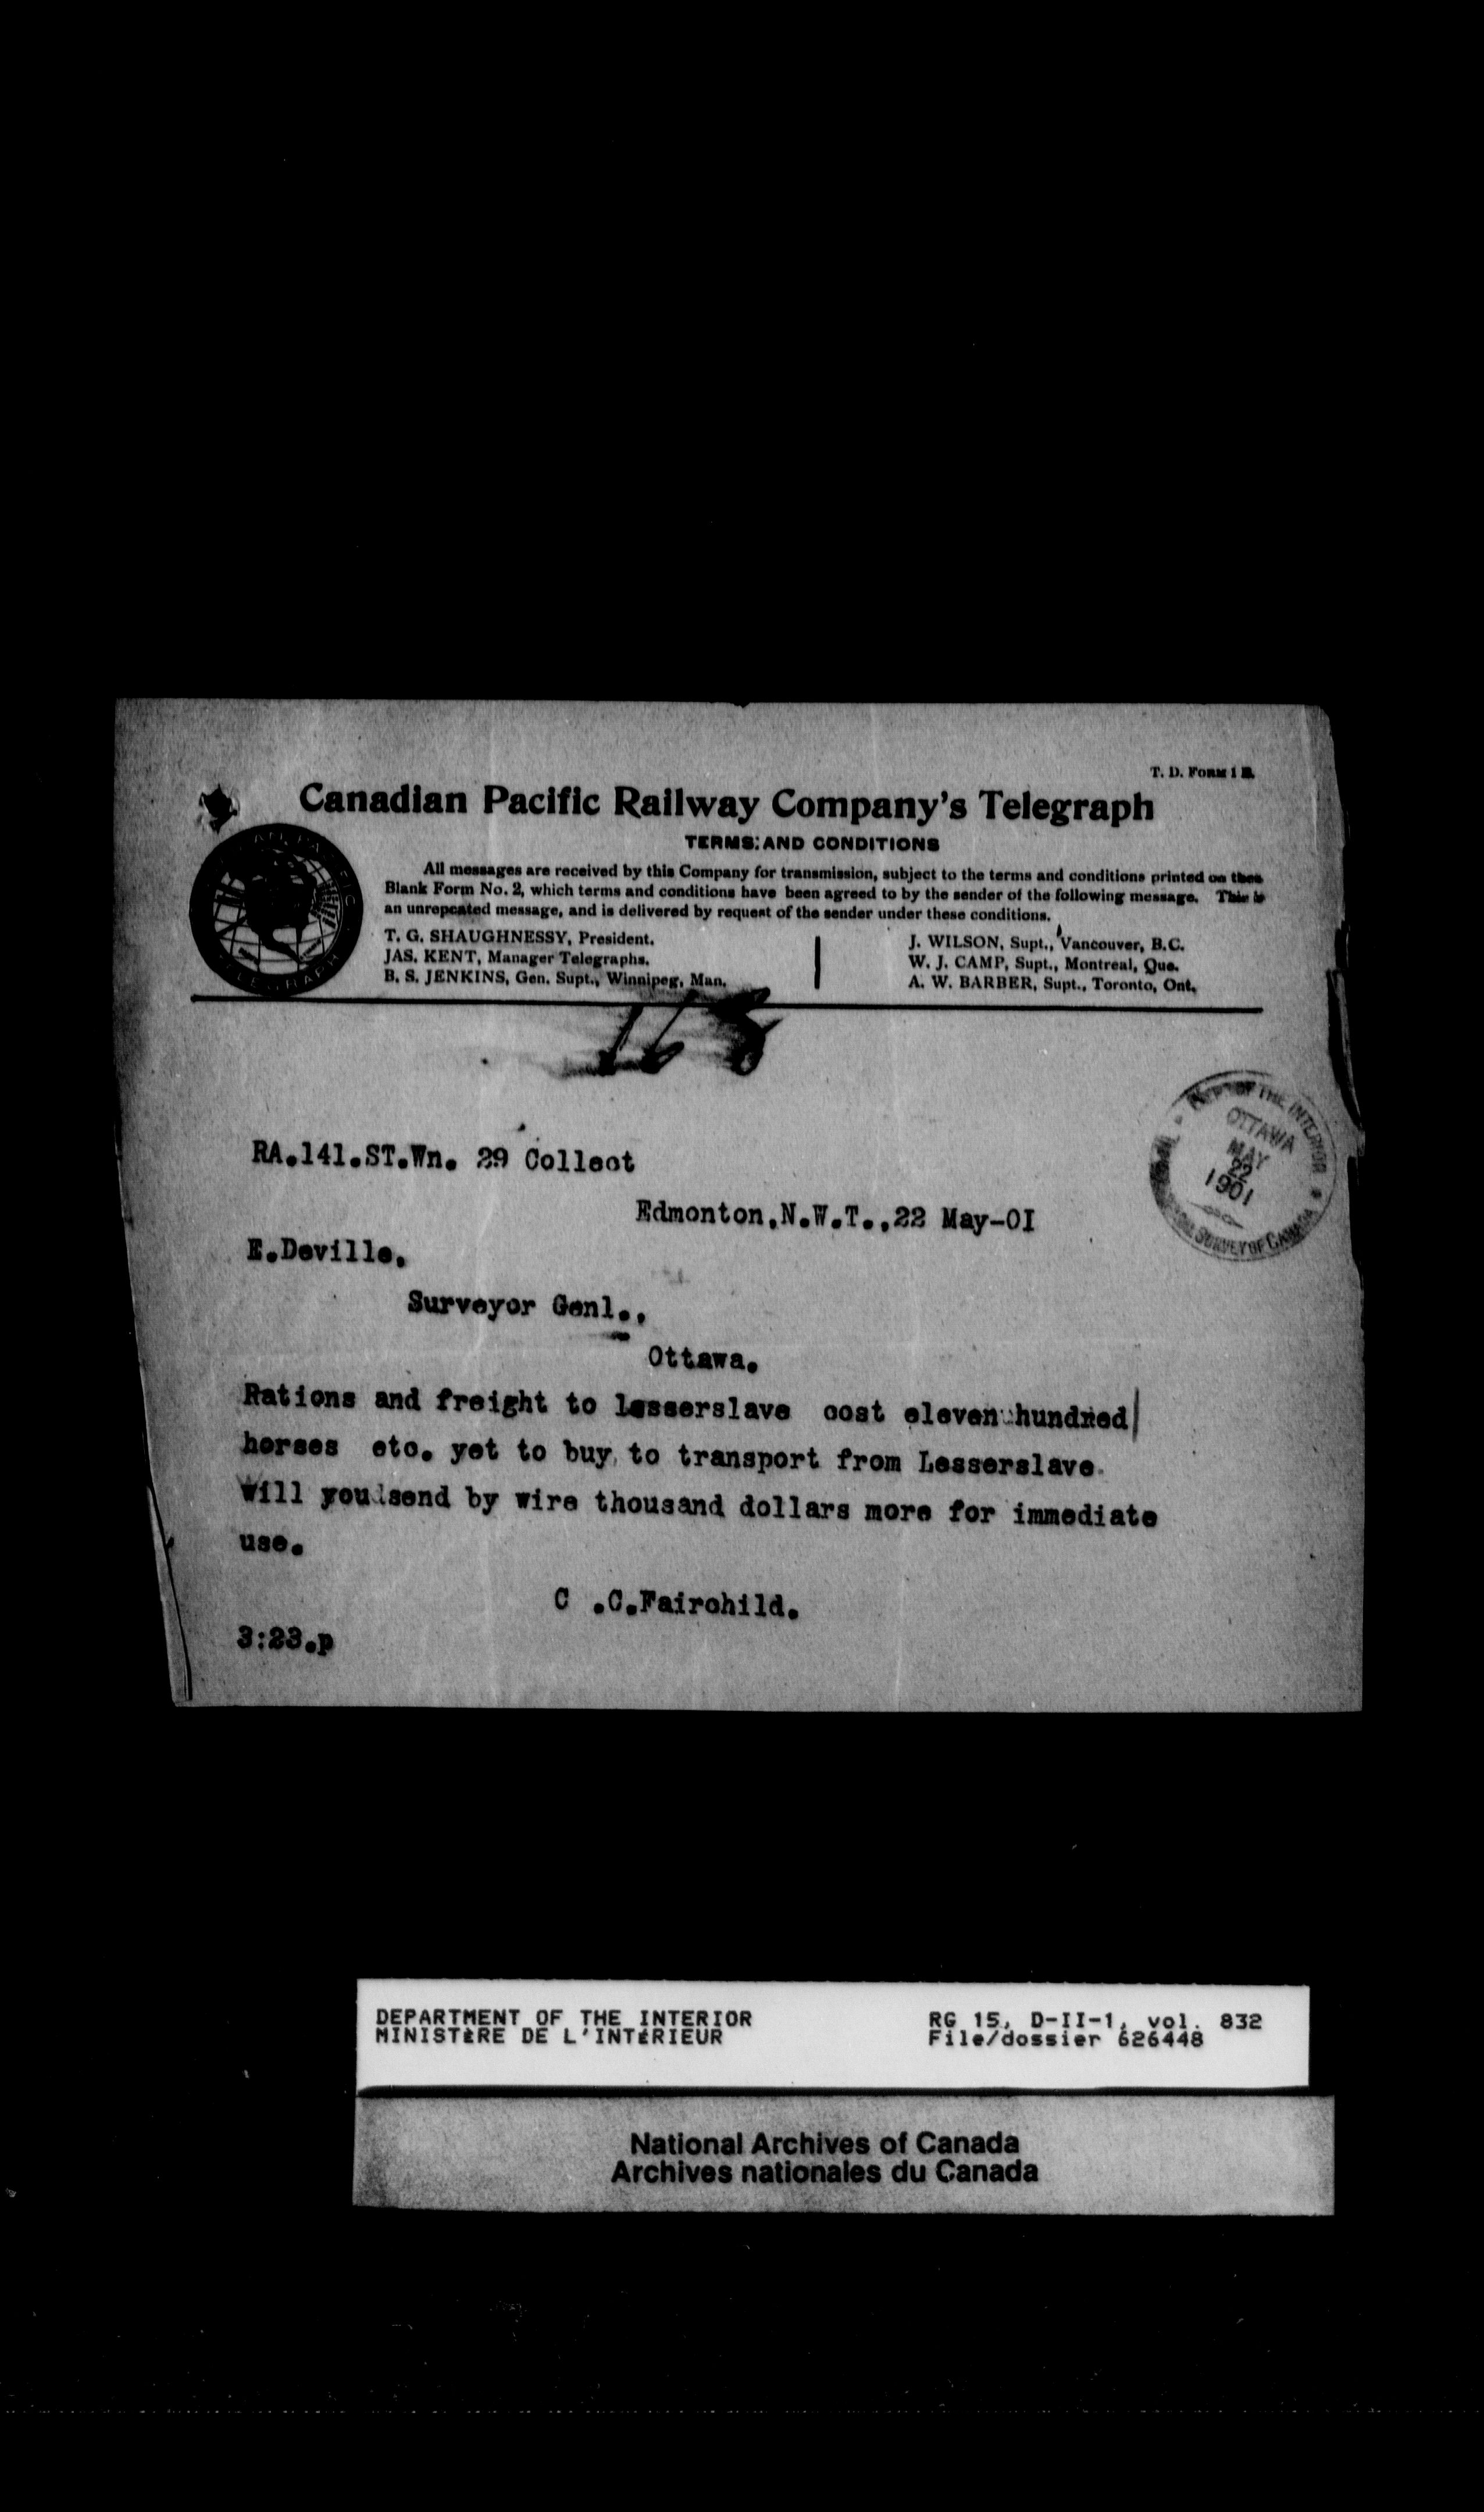 T. D. FORM 1 B.
Canadian Pacific Railway Company's Telegraph
TERMS AND CONDITIONS
All messages are received by this Company for transmission, subject to the terms and conditions printed on their
Blank Form No. 2, which terms and conditions have been agreed to by the sender of the following message. This is
an unrepeated message, and is delivered by request of the sender under these conditions.
T. G. SHAUGHNESSY, President.
JAS. KENT, Manager Telegraphs.
B. S. JENKINS, Gen. Supt., Winnipeg, Man.
J. WILSON, Supt., Vancouver, B.C.
W. J. CAMP, Supt., Montreal, Que.
A. W. BARBER, Supt., Toronto, Ont.
168
RA.141.ST.Wn. 29 Collect
DEPT OF THE INTERIOR
OTTAWA
MAY
22
1901
SURVEY OF CANADA
Edmonton.N.W.T.,22 May-01
E.Deville.
Surveyor Genl.,
Ottawa.
Rations and freight to lesserslave cost eleven hundred
horses etc. yet to buy to transport from Lesserslave
Will you send by wire thousand dollars more for immediate
use.
C .C.Fairchild.
3:23.p
DEPARTMENT OF THE INTERIOR
MINISTÈRE DE L'INTÉRIEUR
RG 15, D-II-1, vol. 832
File/dossier 626448
National Archives of Canada
Archives nationales du Canada